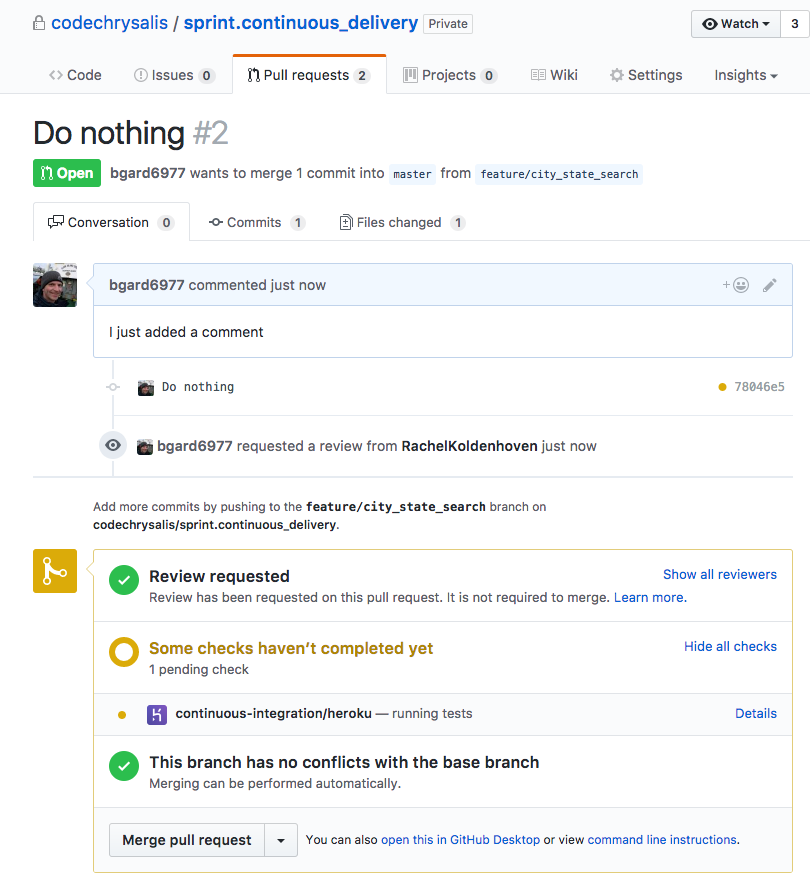 codechrysalis / sprint.continuous_delivery Private Watch 3
Code Issues 0 Pull requests 2 Projects 0 Wiki Settings Insights
Do nothing #2
Open bgard6977 wants to merge 1 commit into master from feature/city_state_search
Conversation 0 Commits 1 Files changed 1
bgard6977 commented just now
I just added a comment
Do nothing 78046e5
bgard6977 requested a review from RachelKoldenhoven just now
Add more commits by pushing to the feature/city_state_search branch on
codechrysalis/sprint.continuous_delivery.
Review requested Show all reviewers
Review has been requested on this pull request. It is not required to merge. Learn more.
Some checks haven’t completed yet Hide all checks
1 pending check
continuous-integration/heroku — running tests Details
This branch has no conflicts with the base branch
Merging can be performed automatically.
Merge pull request You can also open this in GitHub Desktop or view command line instructions.